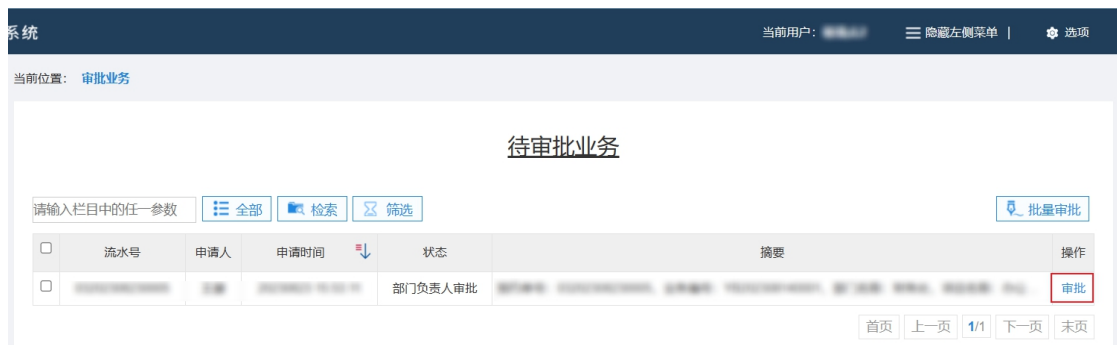 系统 当前用户： 隐藏左侧菜单 | 选项
当前位置： 审批业务
待审批业务
请输入栏目中的任一参数 全部 检索 筛选 批量审批
流水号 申请人 申请时间 状态 摘要 操作
部门负责人审批 审批
首页 上一页 1/1 下一页 末页